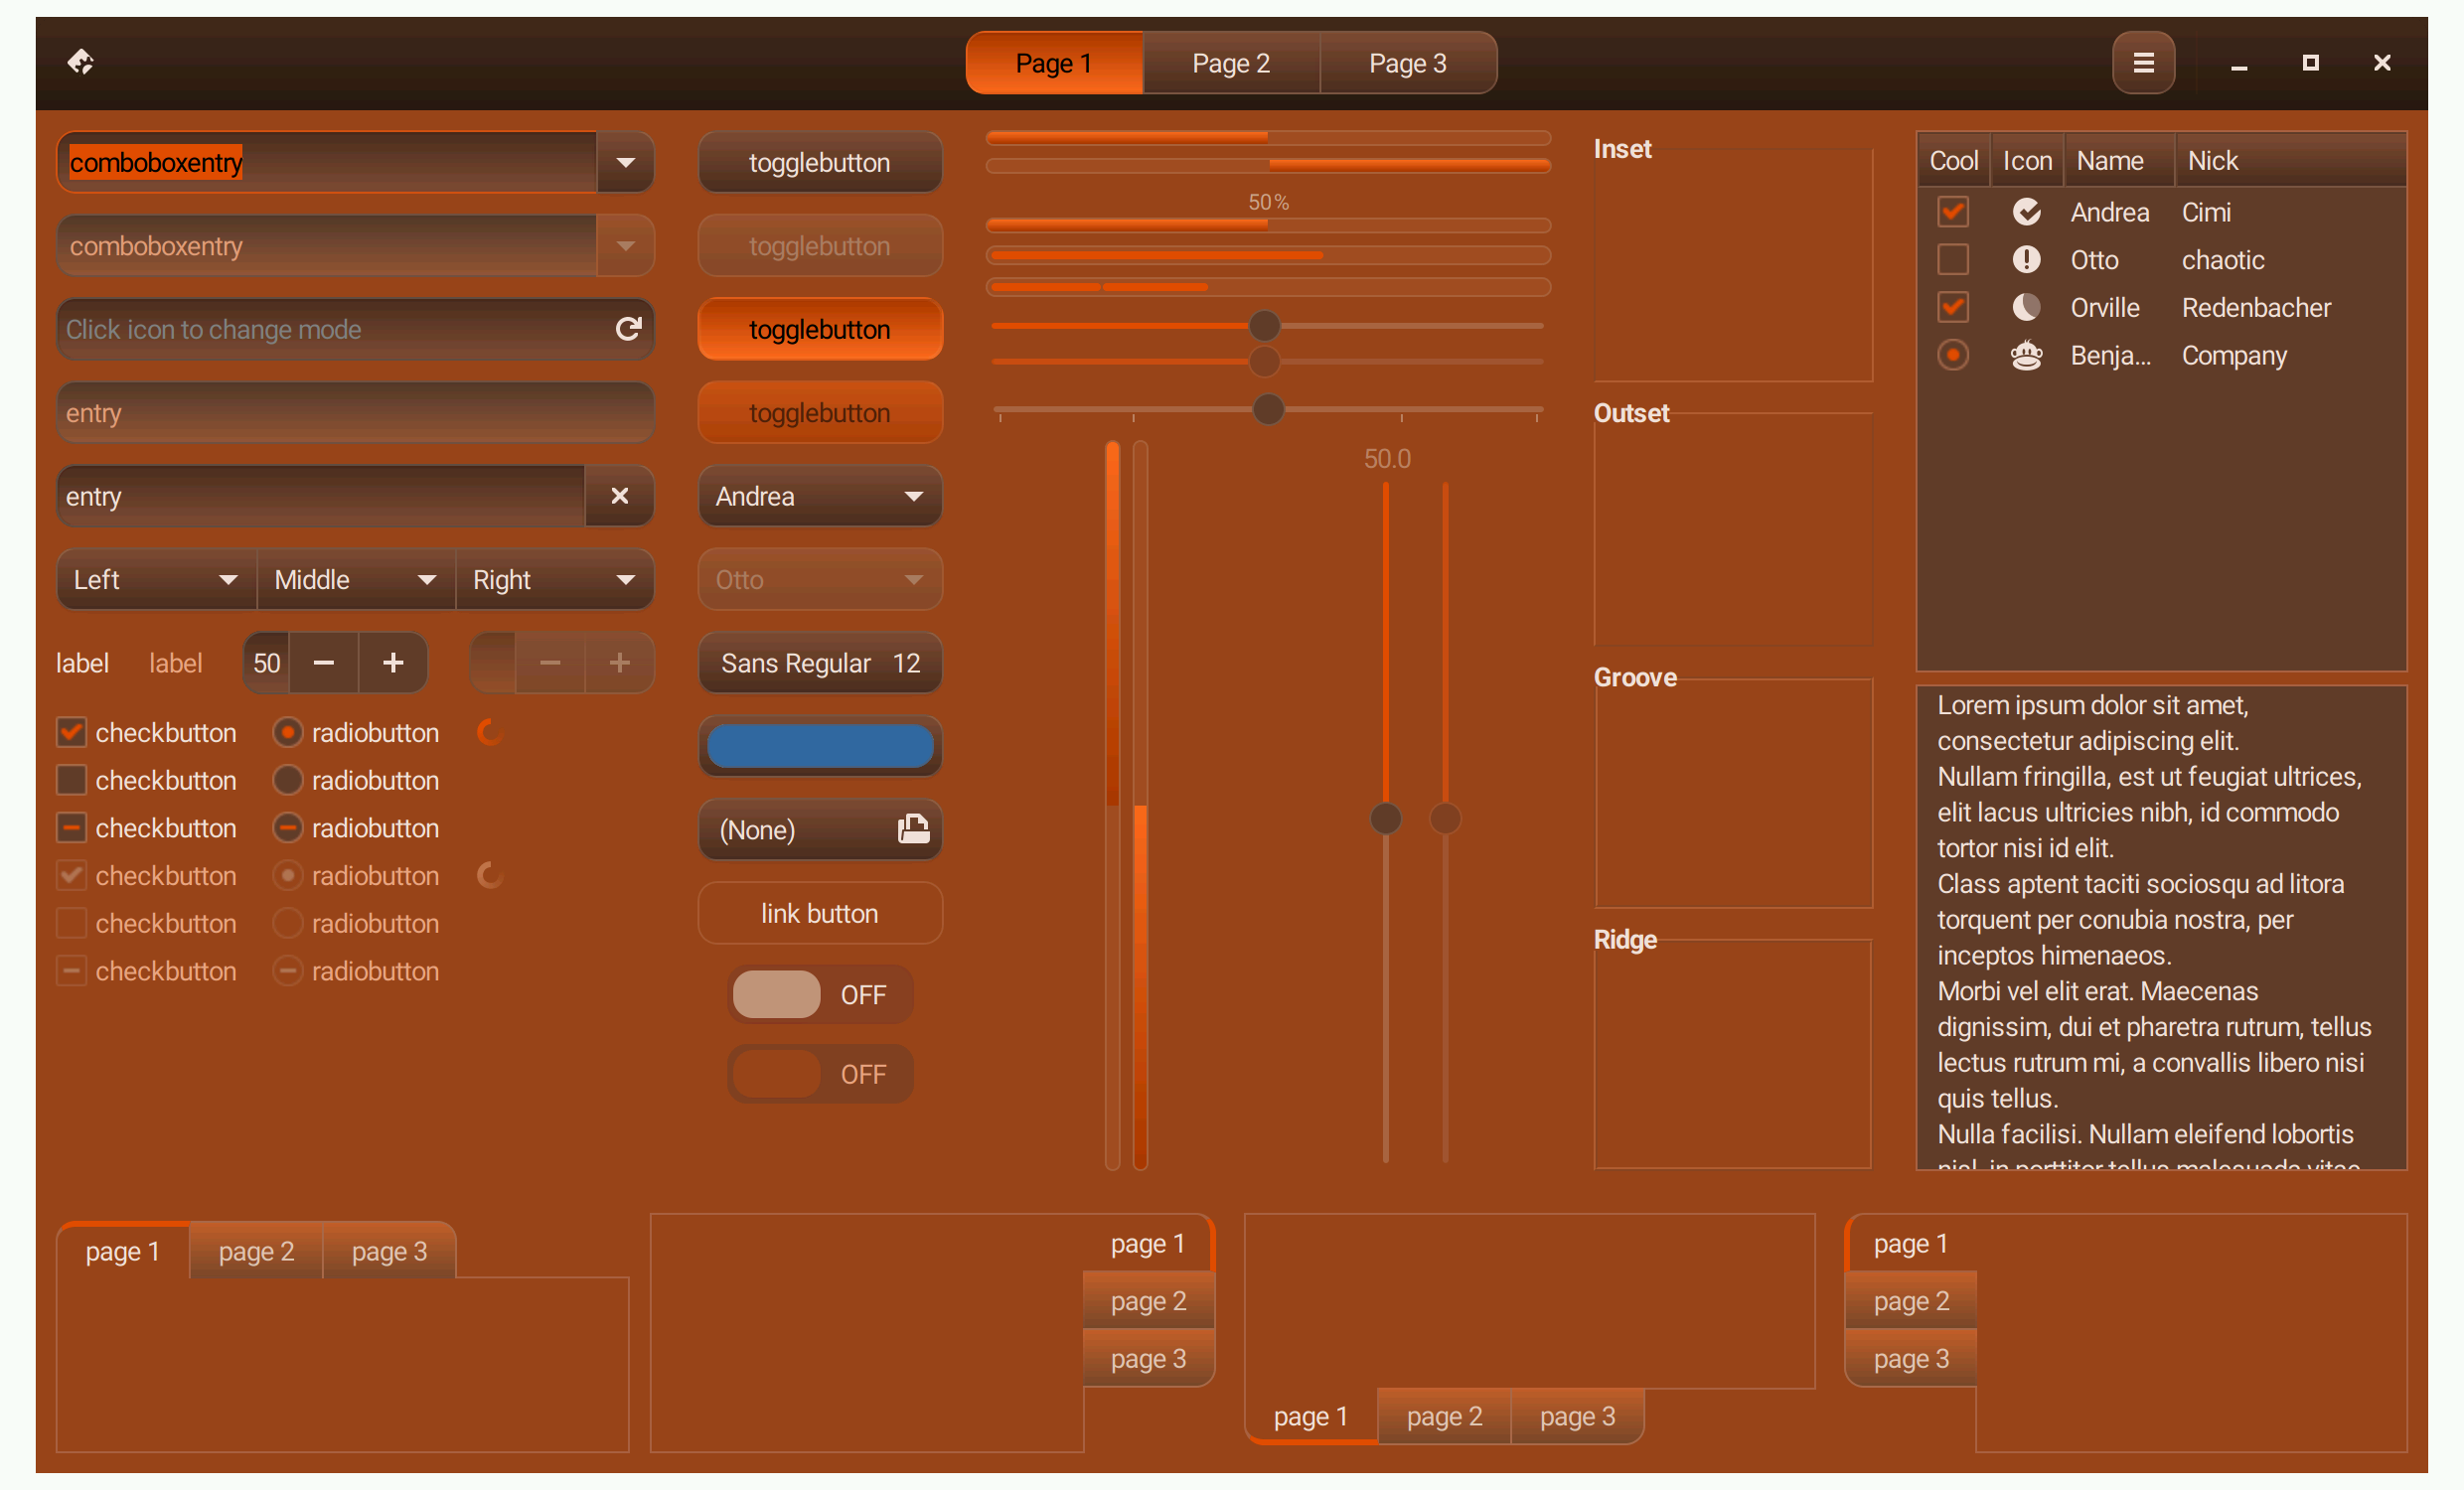 Page 1
Page 2
Page 3
comboboxentry
comboboxentry
Click icon to change mode
entry
entry
Left
Middle
Right
label
label
50
checkbutton
radiobutton
checkbutton
radiobutton
checkbutton
radiobutton
checkbutton
radiobutton
checkbutton
radiobutton
checkbutton
radiobutton
togglebutton
togglebutton
togglebutton
togglebutton
Andrea
Otto
Sans Regular 12
(None)
link button
OFF
OFF
50%
50.0
Inset
Outset
Groove
Ridge
Cool Icon Name Nick
Andrea Cimi
Otto chaotic
Orville Redenbacher
Benja... Company
Lorem ipsum dolor sit amet,
consectetur adipiscing elit.
Nullam fringilla, est ut feugiat ultrices,
elit lacus ultricies nibh, id commodo
tortor nisi id elit.
Class aptent taciti sociosqu ad litora
torquent per conubia nostra, per
inceptos himenaeos.
Morbi vel elit erat. Maecenas
dignissim, dui et pharetra rutrum, tellus
lectus rutrum mi, a convallis libero nisi
quis tellus.
Nulla facilisi. Nullam eleifend lobortis
nisl, in porttitor tellus malesuada vitae.
page 1
page 2
page 3
page 1
page 2
page 3
page 1
page 2
page 3
page 1
page 2
page 3